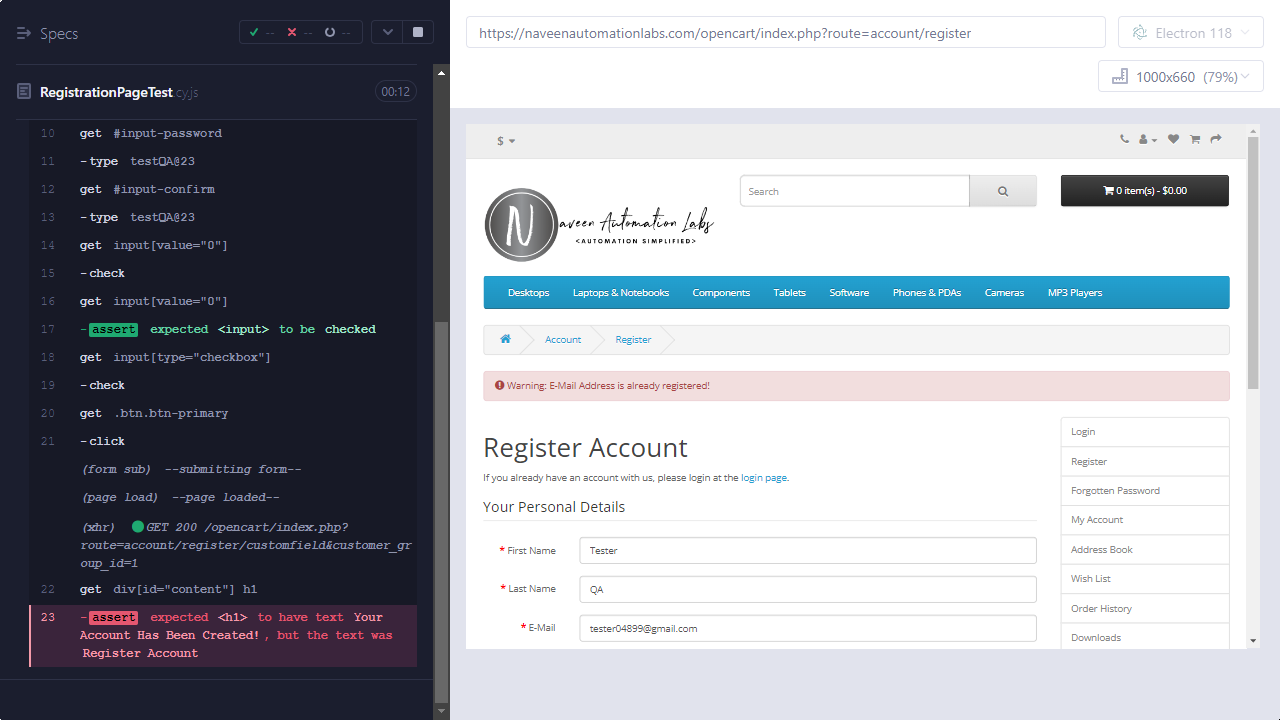 Specs
-- -- --
RegistrationPageTest.cy.js
00:12
10 get #input-password
11 -type testQA@23
12 get #input-confirm
13 -type testQA@23
14 get input[value="0"]
15 -check
16 get input[value="0"]
17 -assert expected <input> to be checked
18 get input[type="checkbox"]
19 -check
20 get .btn.btn-primary
21 -click
(form sub) --submitting form--
(page load) --page loaded--
(xhr) GET 200 /opencart/index.php?
route=account/register/customfield&customer_gr
oup_id=1
22 get div[id="content"] h1
23 -assert expected <h1> to have text Your
Account Has Been Created!, but the text was
Register Account
https://naveenautomationlabs.com/opencart/index.php?route=account/register
Electron 118
1000x660 (79%)
$
N
aveen Automation Labs
<AUTOMATION SIMPLIFIED>
Search
0 item(s) - $0.00
Desktops Laptops & Notebooks Components Tablets Software Phones & PDAs Cameras MP3 Players
Account Register
Warning: E-Mail Address is already registered!
Register Account
If you already have an account with us, please login at the login page.
Your Personal Details
* First Name Tester
* Last Name QA
* E-Mail tester04899@gmail.com
Login
Register
Forgotten Password
My Account
Address Book
Wish List
Order History
Downloads